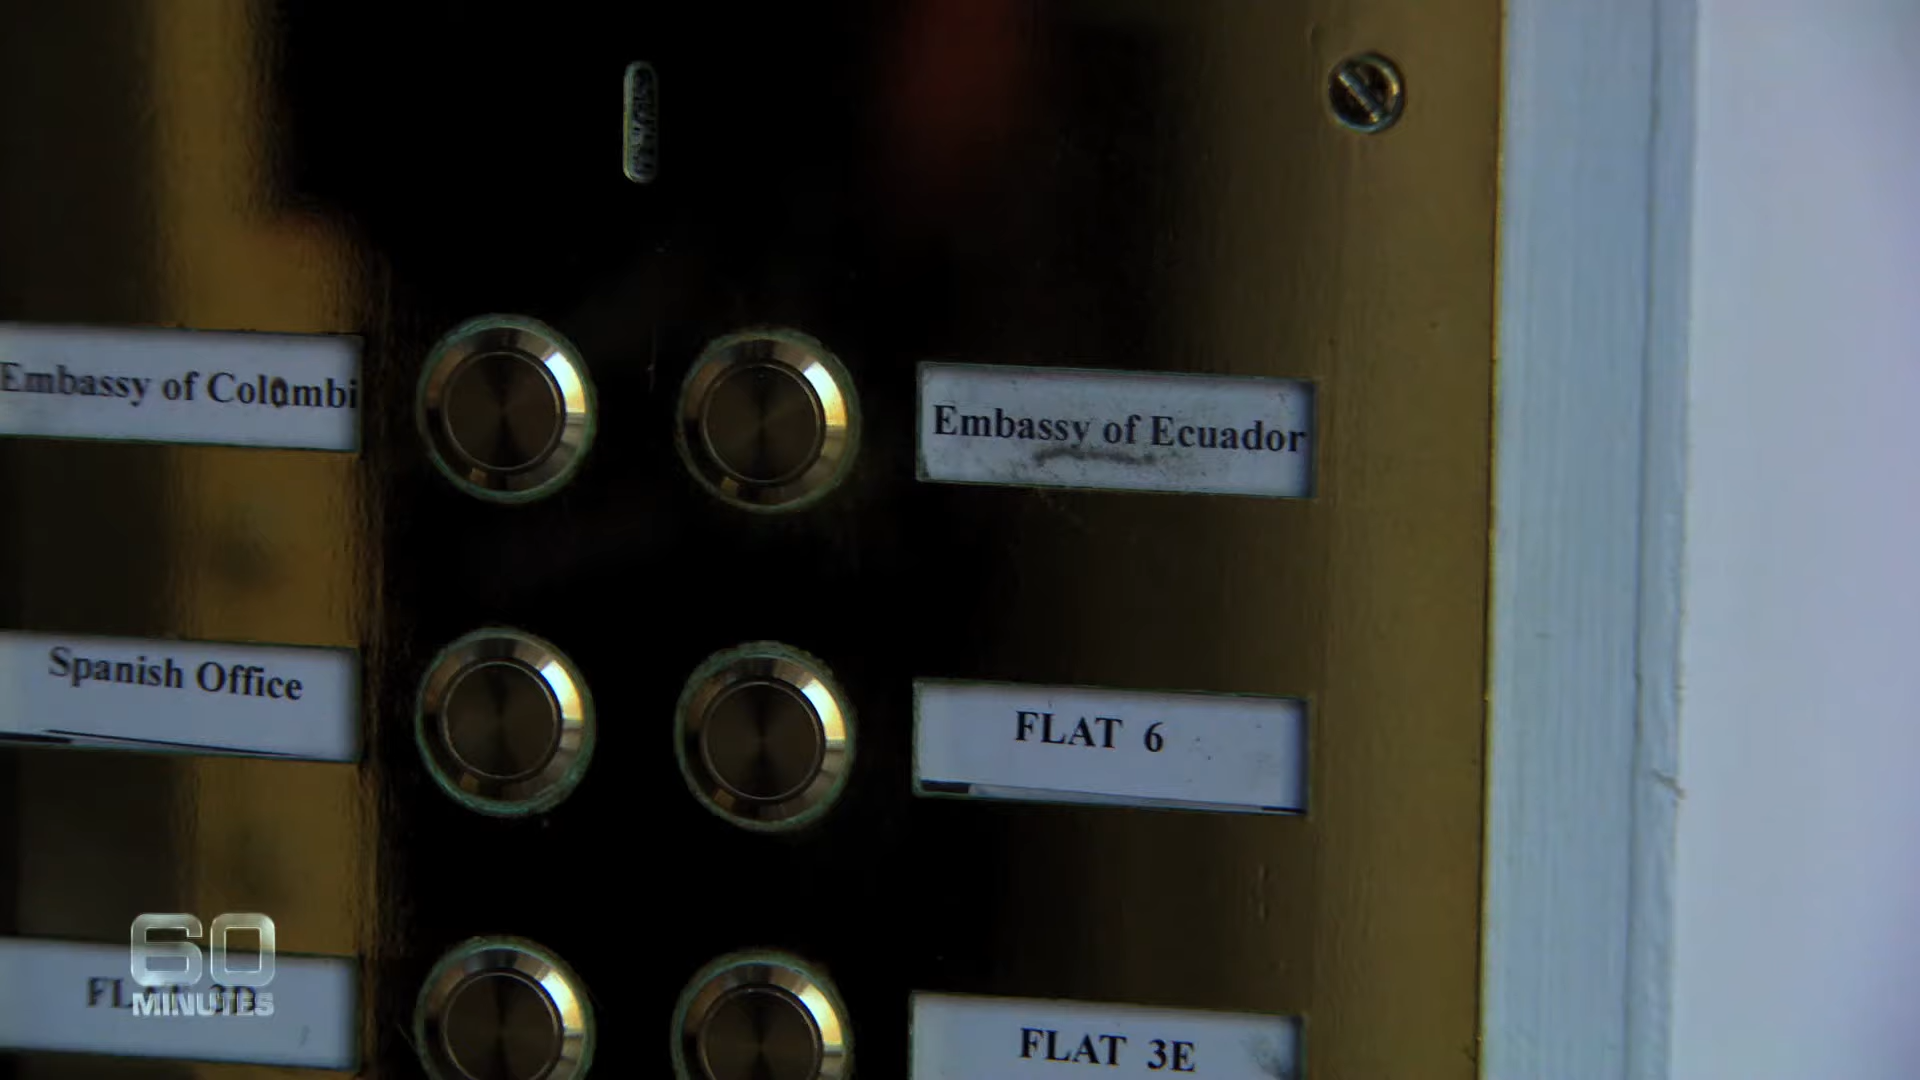 Embassy of Colombi
Embassy of Ecuador
Spanish Office
FLAT 6
FLAT 3E
60
MINUTES